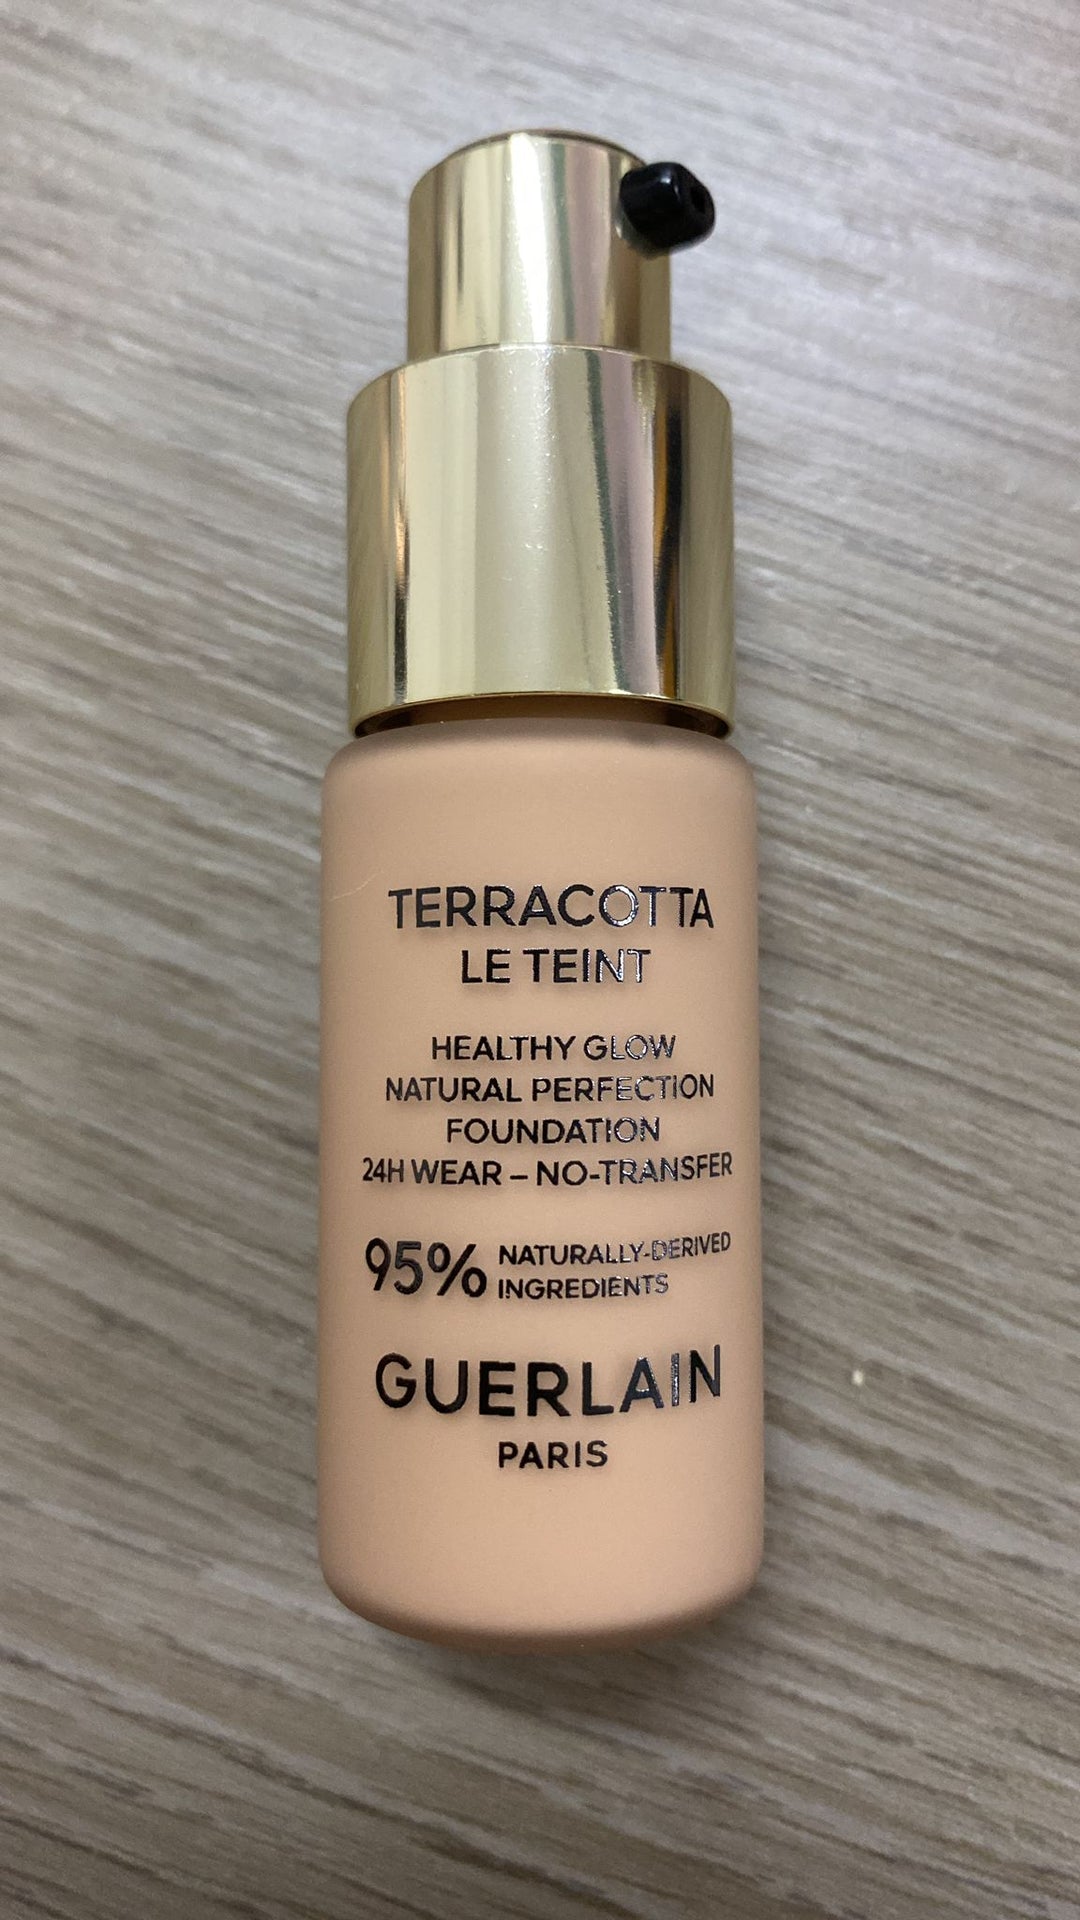 TERRACOTTA
LE TEINT
HEALTHY GLOW
NATURAL PERFECTION
FOUNDATION
24H WEAR – NO-TRANSFER
95% NATURALLY-DERIVED
INGREDIENTS
GUERLAIN
PARIS